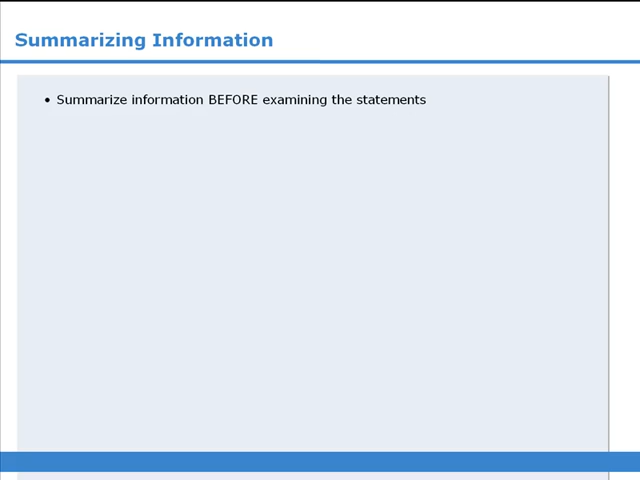 Summarizing Information
• Summarize information BEFORE examining the statements